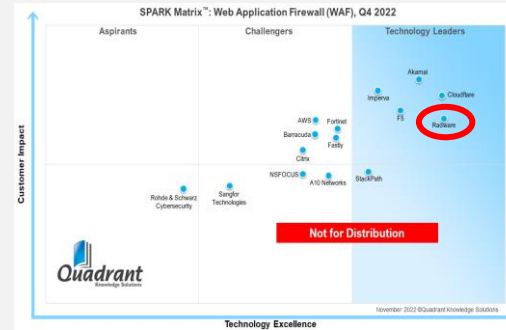 SPARK Matrix™: Web Application Firewall (WAF), Q4 2022
Aspirants
Challengers
Technology Leaders
Akamai
Imperva
Cloudflare
F5
Radware
AWS
Fortinet
Barracuda
Fastly
Citrix
NSFOCUS
A10 Networks
StackPath
Rohde & Schwarz
Cybersecurity
Sangfor
Technologies
Customer Impact
Not for Distribution
Quadrant
Knowledge Solutions
November 2022 ©Quadrant Knowledge Solutions
Technology Excellence